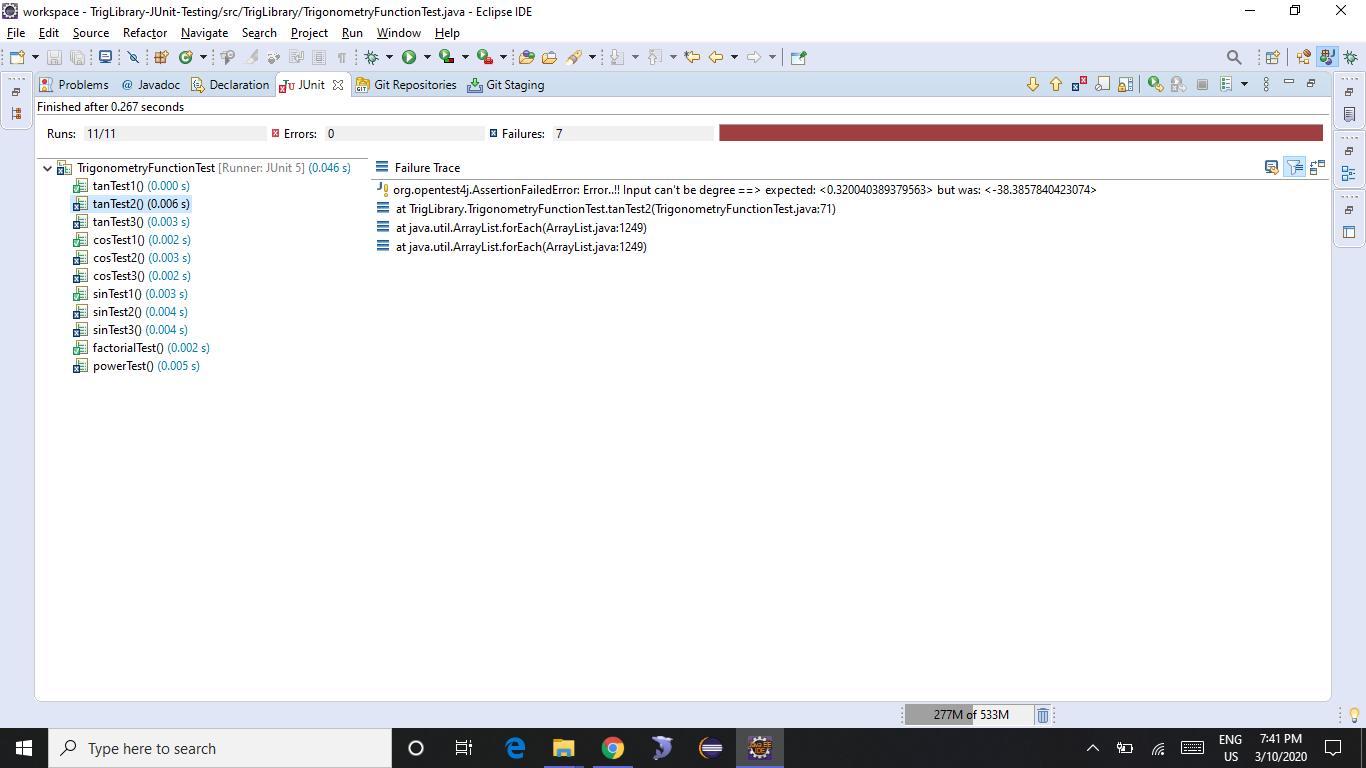 workspace - TrigLibrary-JUnit-Testing/src/TrigLibrary/TrigonometryFunctionTest.java - Eclipse IDE
File Edit Source Refactor Navigate Search Project Run Window Help
Problems @ Javadoc Declaration JUnit Git Repositories Git Staging
Finished after 0.267 seconds
Runs: 11/11 Errors: 0 Failures: 7
TrigonometryFunctionTest [Runner: JUnit 5] (0.046 s)
tanTest1() (0.000 s)
tanTest2() (0.006 s)
tanTest3() (0.003 s)
cosTest1() (0.002 s)
cosTest2() (0.003 s)
cosTest3() (0.002 s)
sinTest1() (0.003 s)
sinTest2() (0.004 s)
sinTest3() (0.004 s)
factorialTest() (0.002 s)
powerTest() (0.005 s)
Failure Trace
org.opentest4j.AssertionFailedError: Error..!! Input can't be degree ==> expected: <0.320040389379563> but was: <-38.3857840423074>
at TrigLibrary.TrigonometryFunctionTest.tanTest2(TrigonometryFunctionTest.java:71)
at java.util.ArrayList.forEach(ArrayList.java:1249)
at java.util.ArrayList.forEach(ArrayList.java:1249)
277M of 533M
Type here to search
ENG
US
7:41 PM
3/10/2020